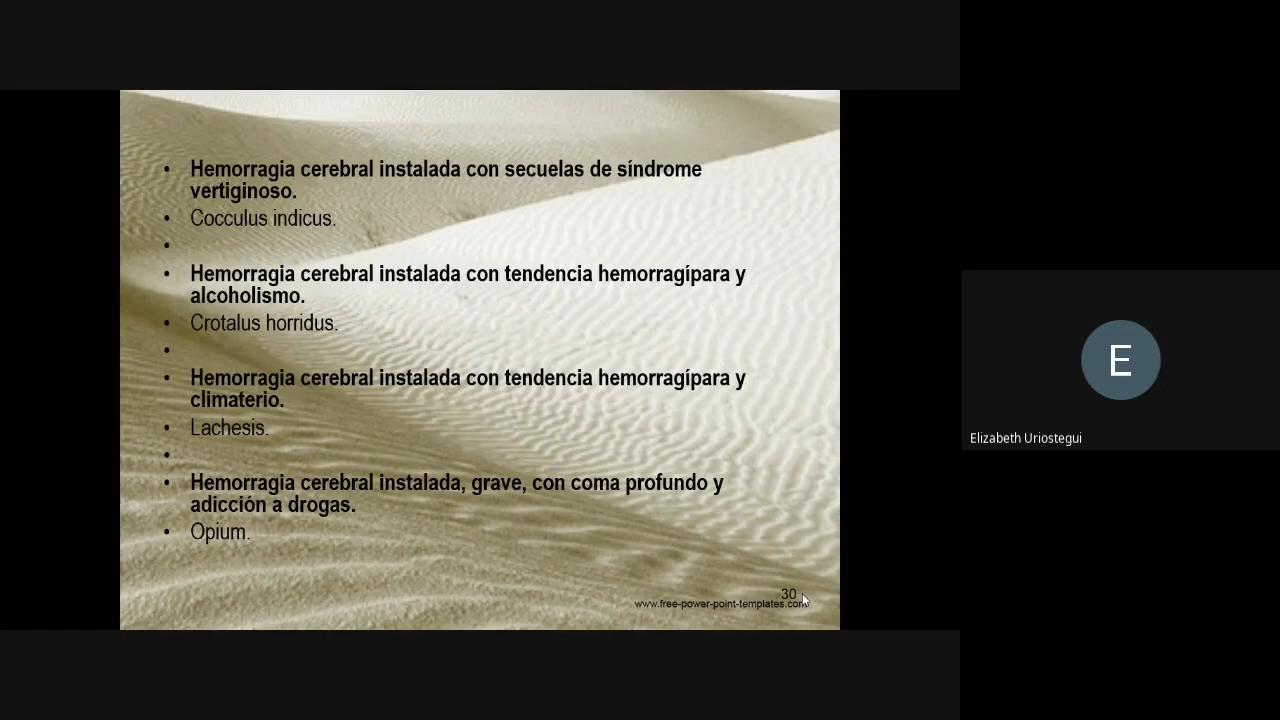 • Hemorragia cerebral instalada con secuelas de síndrome
vertiginoso.
• Cocculus indicus.
•
• Hemorragia cerebral instalada con tendencia hemorragípara y
alcoholismo.
• Crotalus horridus.
•
• Hemorragia cerebral instalada con tendencia hemorragípara y
climaterio.
• Lachesis.
•
• Hemorragia cerebral instalada, grave, con coma profundo y
adicción a drogas.
• Opium.
30
www.free-power-point-templates.com
E
Elizabeth Uriostegui